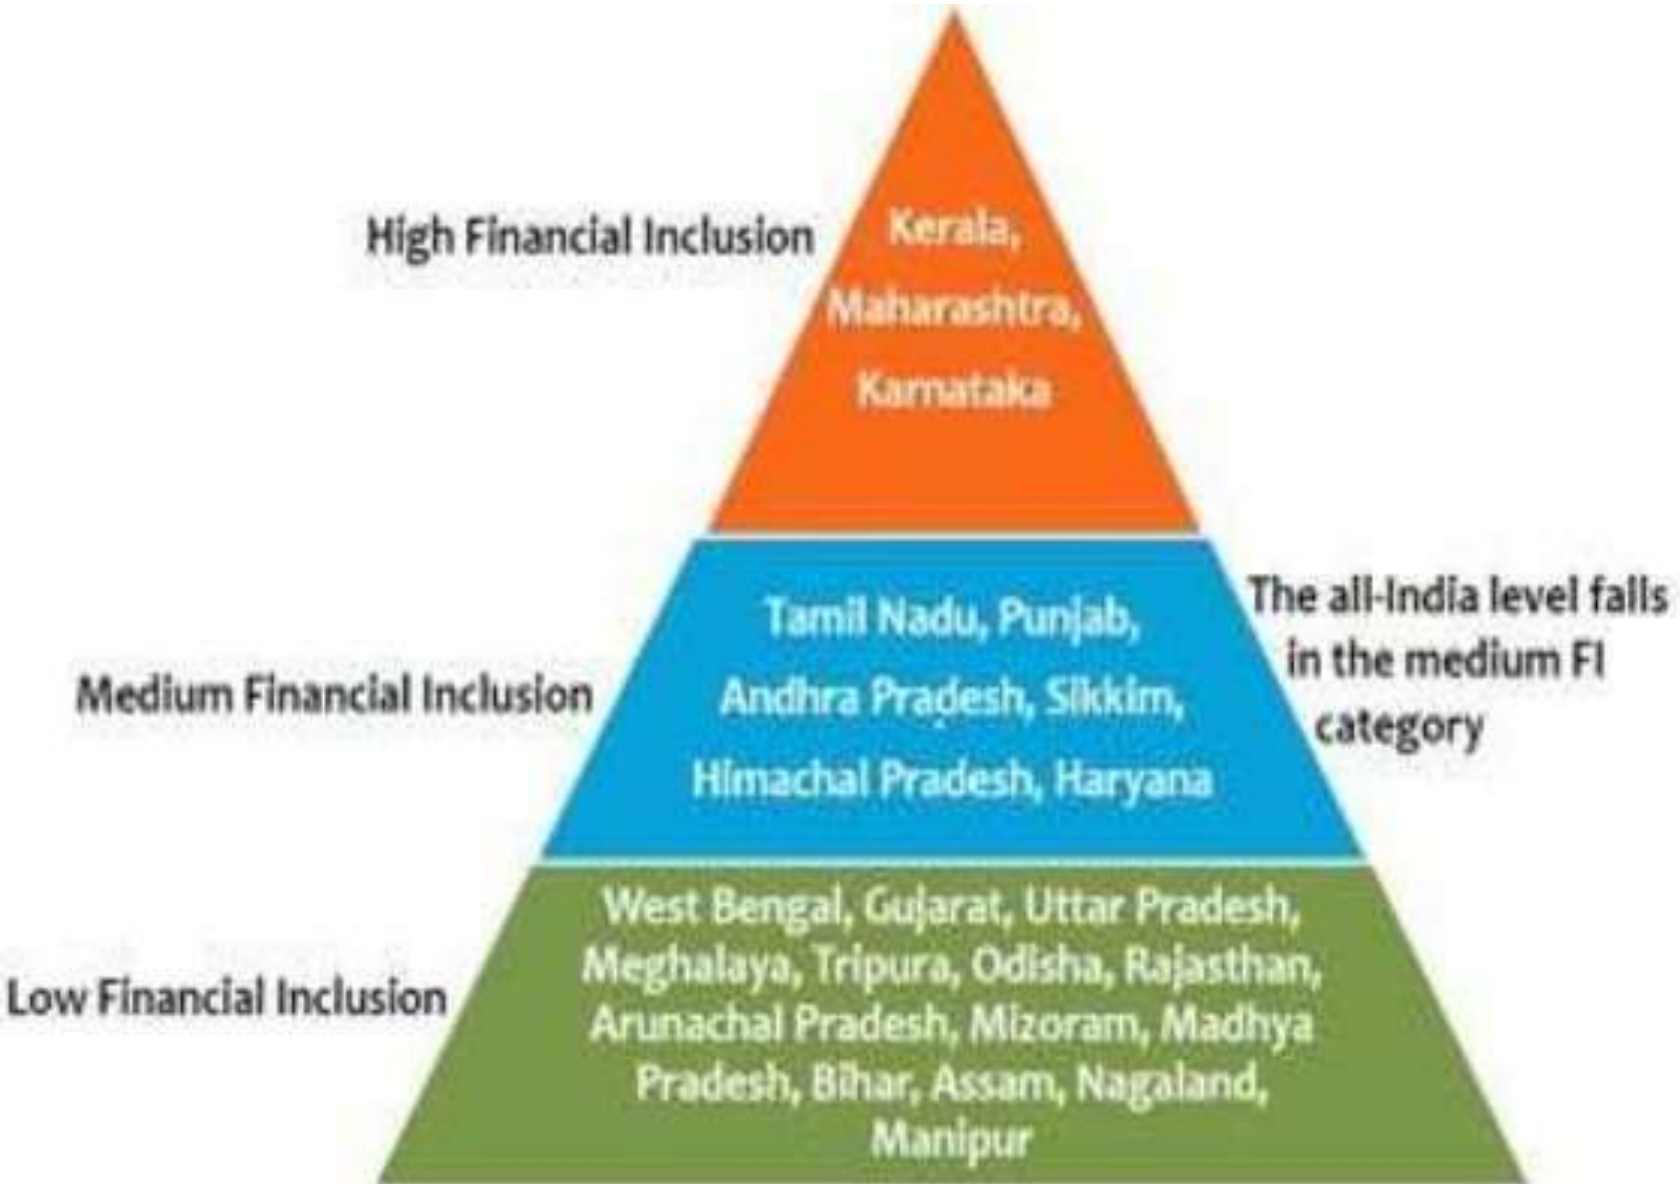 High Financial Inclusion
Kerala,
Maharashtra,
Karnataka
Medium Financial Inclusion
Tamil Nadu, Punjab,
Andhra Pradesh, Sikkim,
Himachal Pradesh, Haryana
The all-India level falls
in the medium FI
category
Low Financial Inclusion
West Bengal, Gujarat, Uttar Pradesh,
Meghalaya, Tripura, Odisha, Rajasthan,
Arunachal Pradesh, Mizoram, Madhya
Pradesh, Bihar, Assam, Nagaland,
Manipur